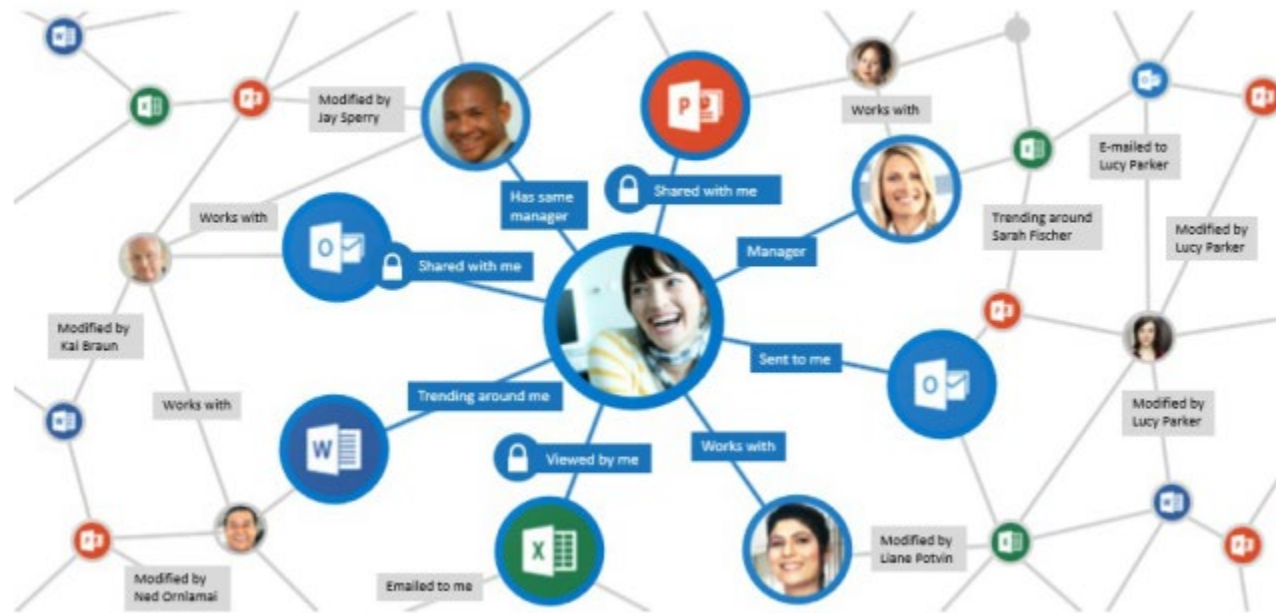 Modified by
Jay Sperry
Works with
E-mailed to
Lucy Parker
Has same
manager
Shared with me
Works with
Trending around
Sarah Fischer
Manager
Modified by
Lucy Parker
Shared with me
Modified by
Kai Braun
Sent to me
Trending around me
Works with
Modified by
Lucy Parker
Viewed by me
Works with
Modified by
Liane Potvin
Modified by
Ned Orniamai
Emailed to me